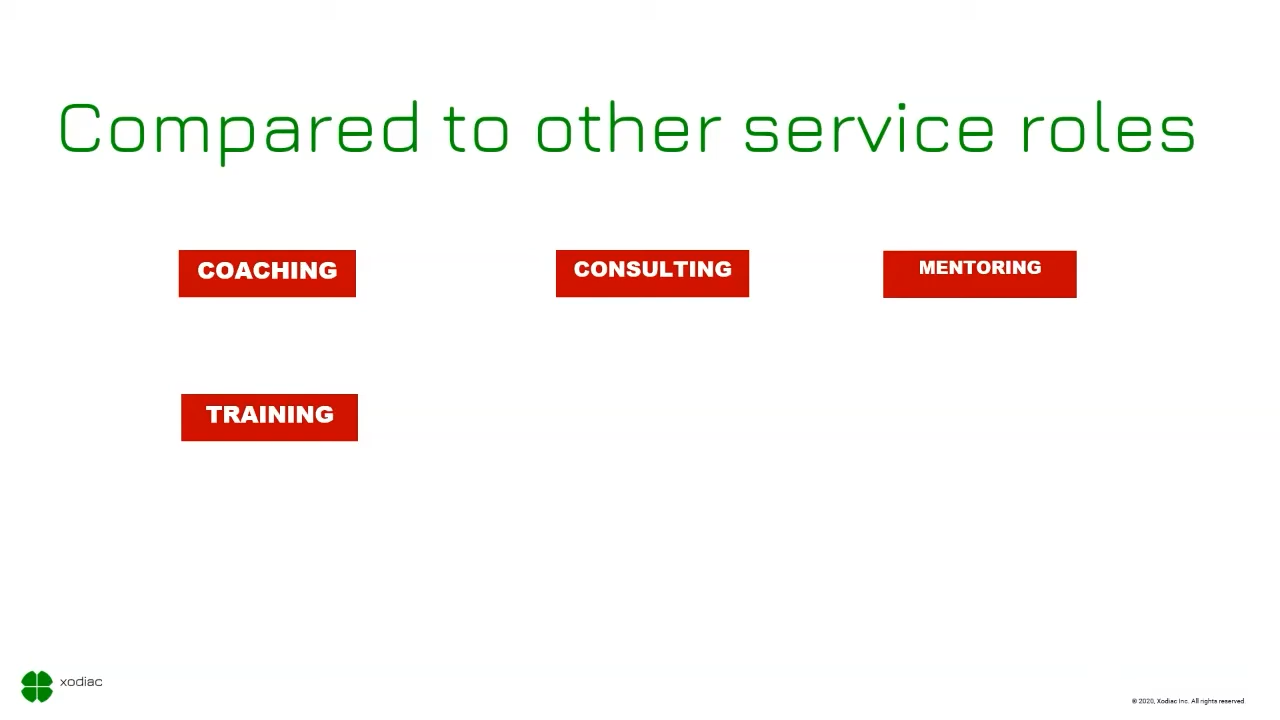 Compared to other service roles
COACHING
CONSULTING
MENTORING
TRAINING
xodiac
© 2020, Xodiac Inc. All rights reserved.